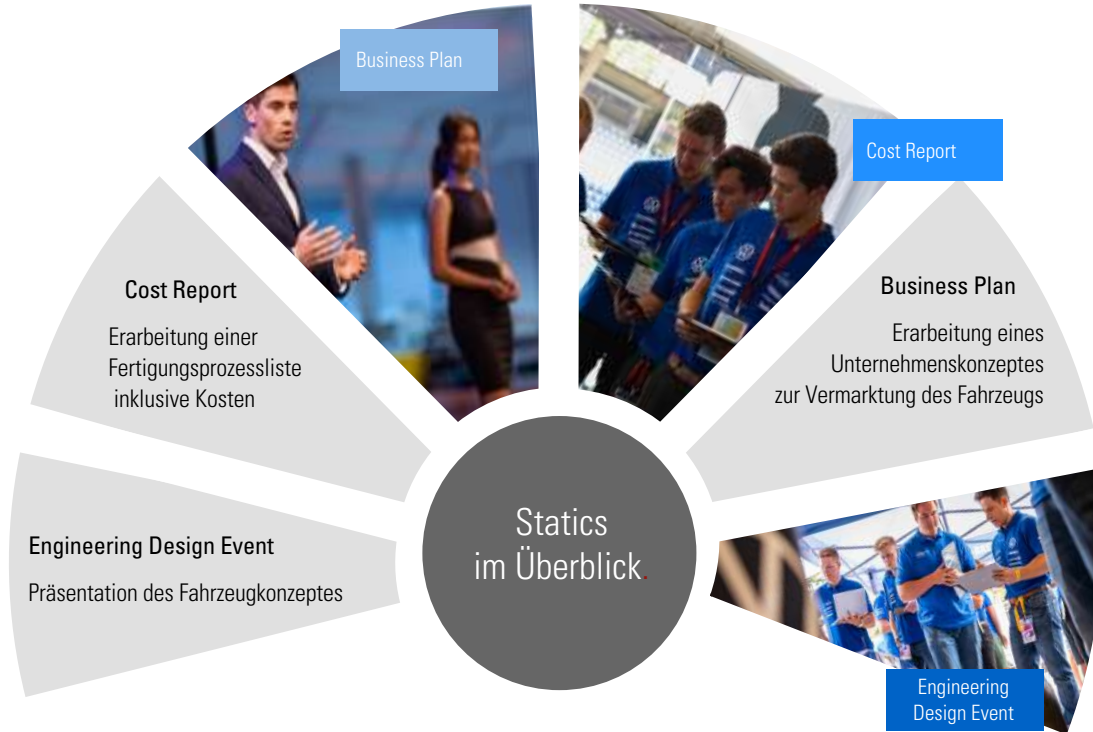 Business Plan
Cost Report
Cost Report
Erarbeitung einer
Fertigungsprozessliste
inklusive Kosten
Business Plan
Erarbeitung eines
Unternehmenskonzeptes
zur Vermarktung des Fahrzeugs
Statics
im Überblick.
Engineering Design Event
Präsentation des Fahrzeugkonzeptes
Engineering
Design Event